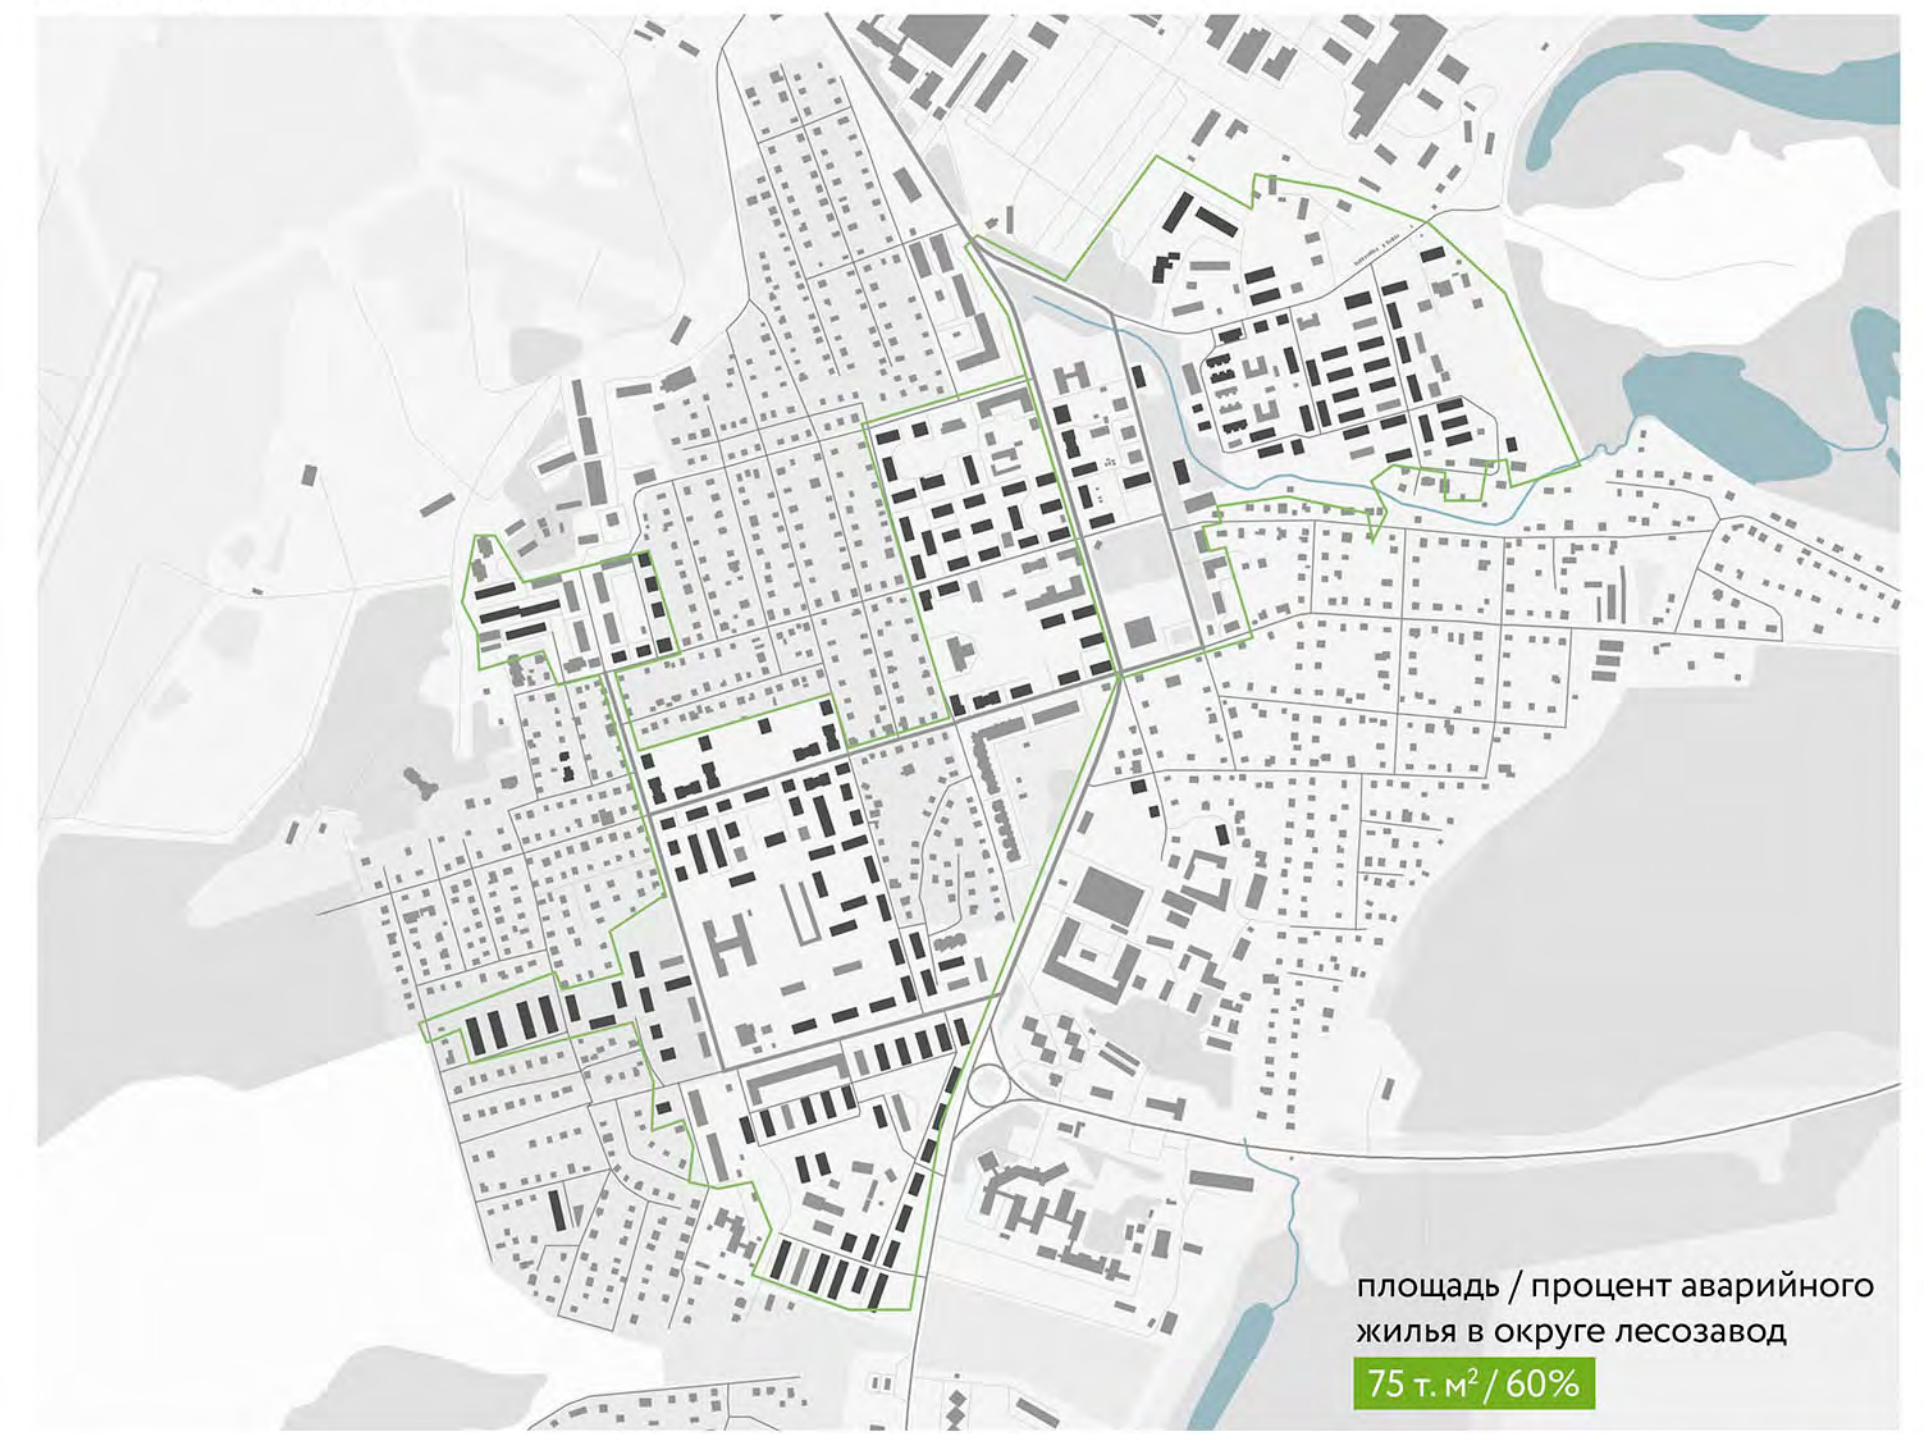 площадь / процент аварийного
жилья в округе лесозавод
75 т. м² / 60%